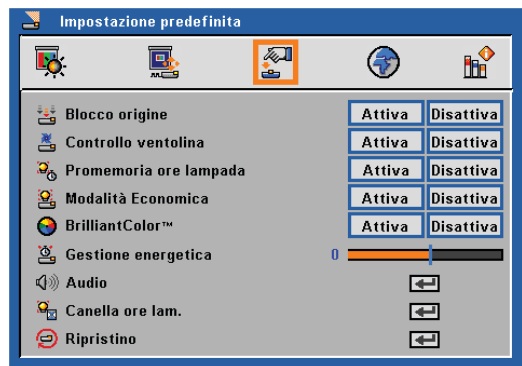 Impostazione predefinita
Blocco origine Attiva Disattiva
Controllo ventolina Attiva Disattiva
Promemoria ore lampada Attiva Disattiva
Modalità Economica Attiva Disattiva
BrilliantColor™ Attiva Disattiva
Gestione energetica 0
Audio
Canella ore lam.
Ripristino